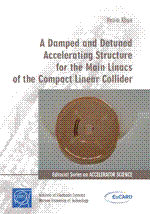 Vasim Khan
A Damped and Detuned
Accelerating Structure
for the Main Linacs
of the Compact Linear Collider
Editorial Series on ACCELERATOR SCIENCE
Institute of Electronic Systems
Warsaw University of Technology
EuCARD